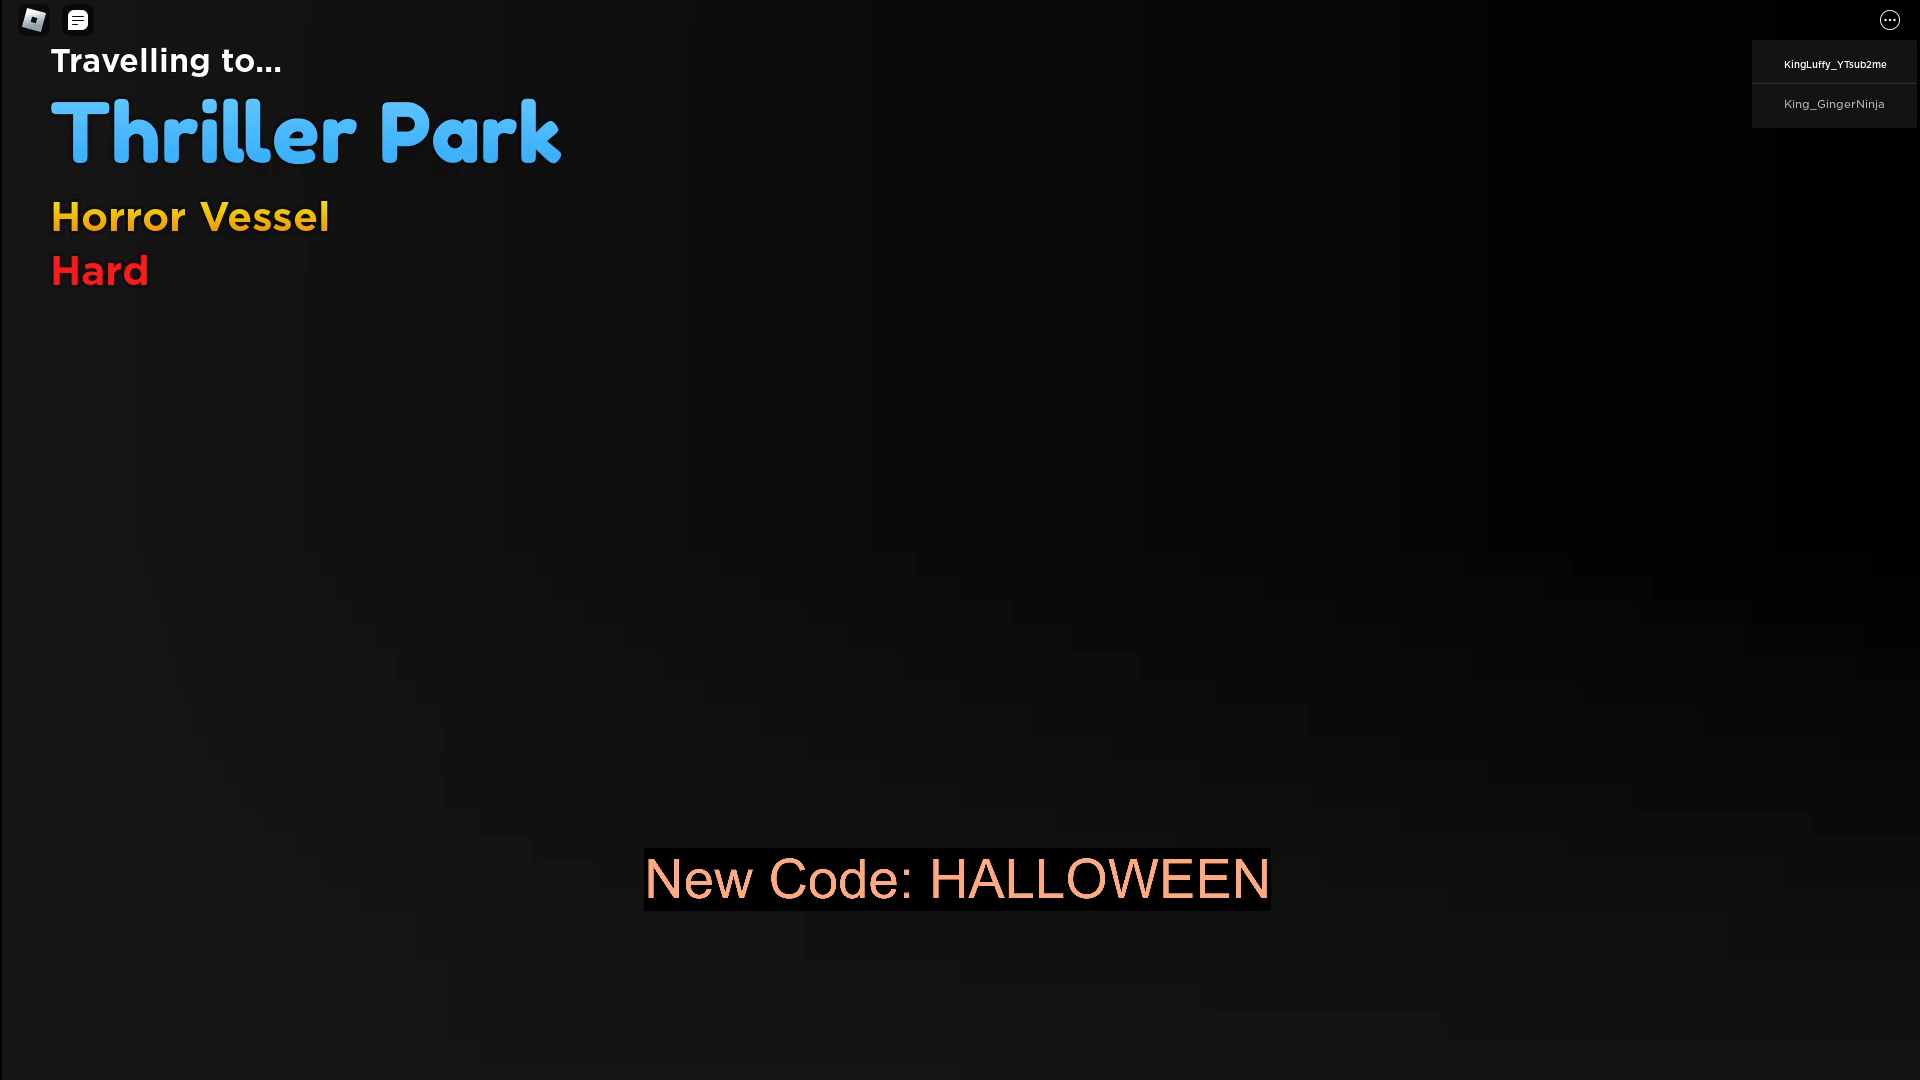 Travelling to...
Thriller Park
Horror Vessel
Hard
KingLuffy_YTsub2me
King_GingerNinja
New Code: HALLOWEEN